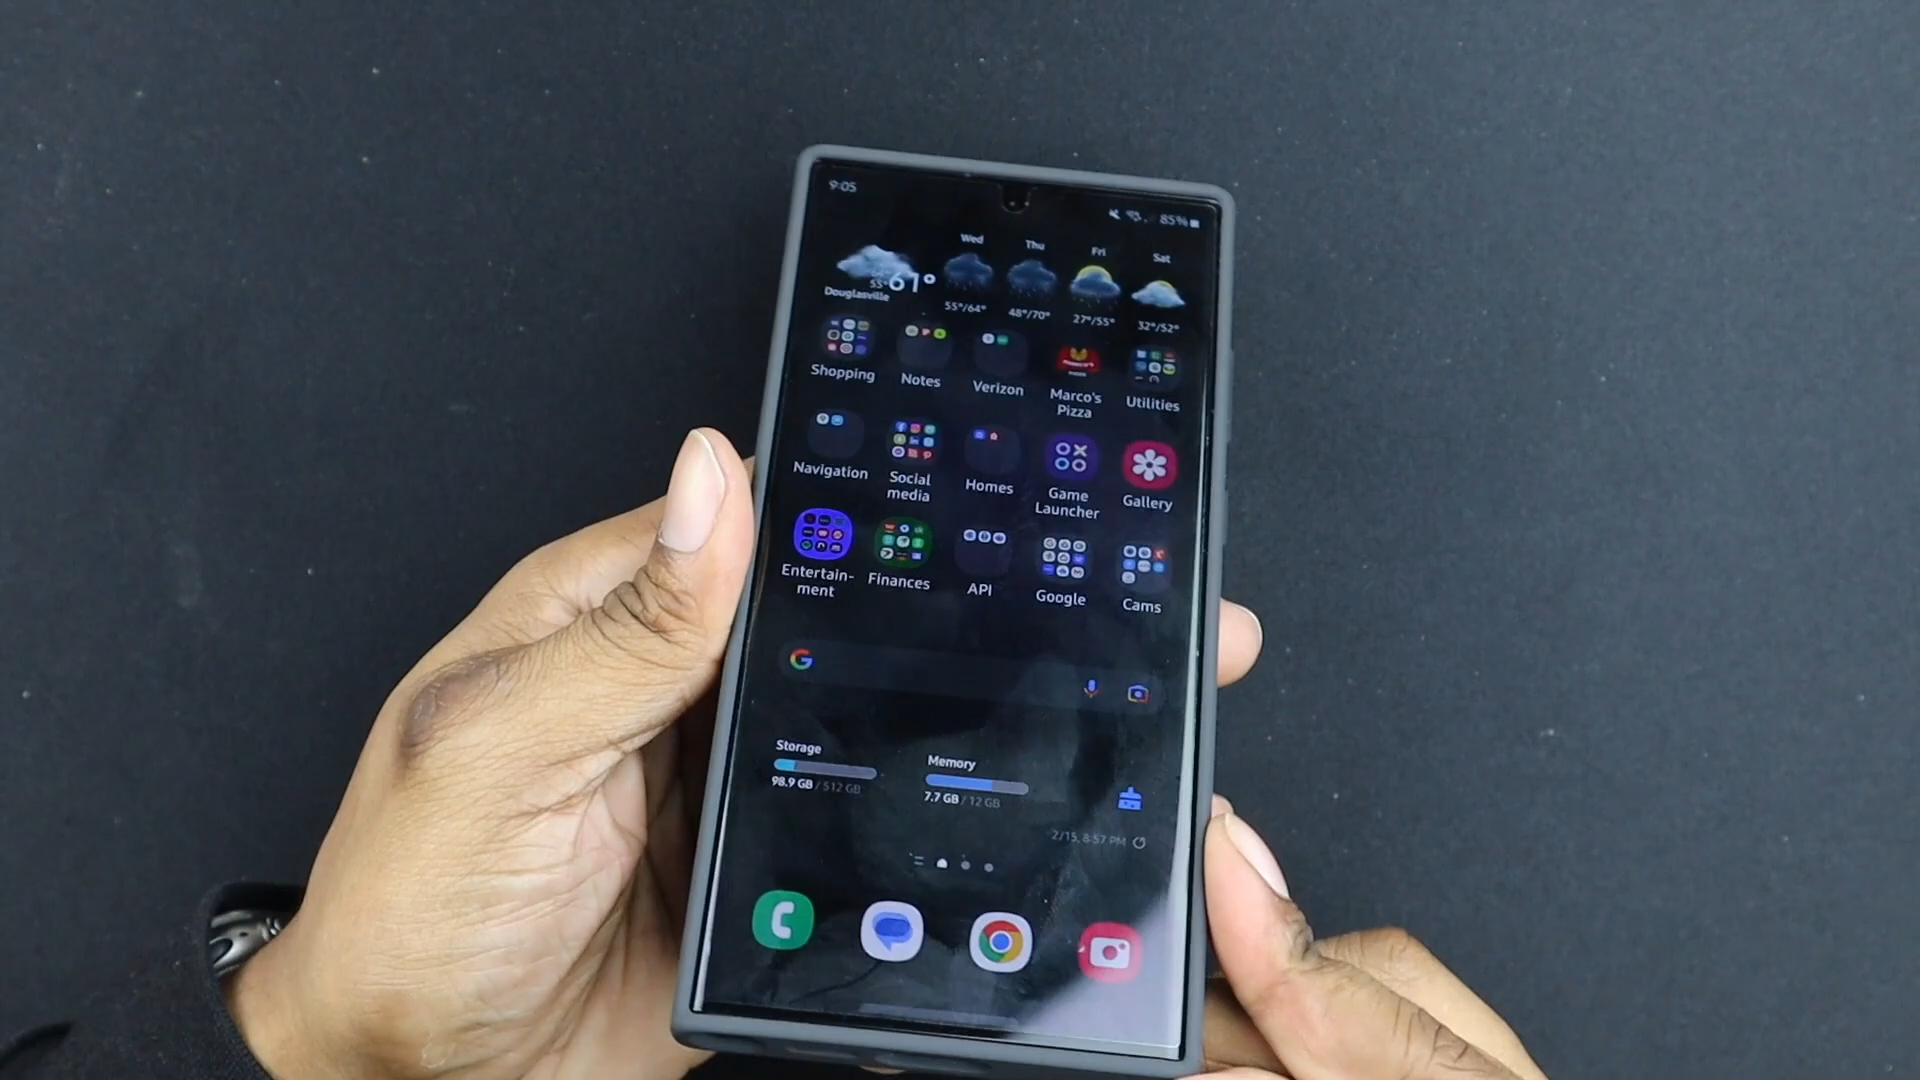 9:05
85%
Wed
Thu
Fri
Sat
61°
55°
Douglasville
55°/64°
48°/70°
27°/55°
32°/52°
Shopping
Notes
Verizon
Marco's
Pizza
Utilities
Navigation
Social
media
Homes
Game
Launcher
Gallery
Entertain-
ment
Finances
API
Google
Cams
Storage
98.9 GB / 512 GB
Memory
7.7 GB / 12 GB
2/15, 8:57 PM